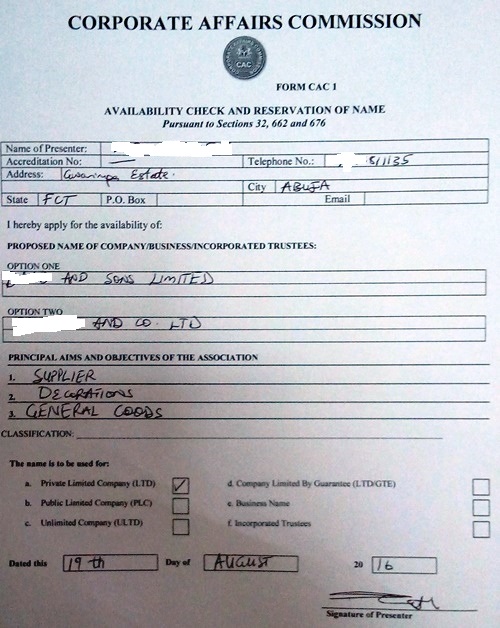 CORPORATE AFFAIRS COMMISSION
CAC
FORM CAC 1
AVAILABILITY CHECK AND RESERVATION OF NAME
Pursuant to Sections 32, 662 and 676
Name of Presenter:
Accreditation No: — Telephone No.: 5/1135
Address: Gwarinpa Estate.
City ABUJA
State FCT P.O. Box Email
I hereby apply for the availability of:
PROPOSED NAME OF COMPANY/BUSINESS/INCORPORATED TRUSTEES:
OPTION ONE
AND SONS LIMITED
OPTION TWO
AND CO. LTD
PRINCIPAL AIMS AND OBJECTIVES OF THE ASSOCIATION
1. SUPPLIER
2. DECORATIONS
3. GENERAL GOODS
CLASSIFICATION:
The name is to be used for:
a. Private Limited Company (LTD) ✓ d. Company Limited By Guarantee (LTD/GTE)
b. Public Limited Company (PLC) e. Business Name
c. Unlimited Company (ULTD) f. Incorporated Trustees
Dated this 19th Day of AUGUST 20 16
Signature of Presenter